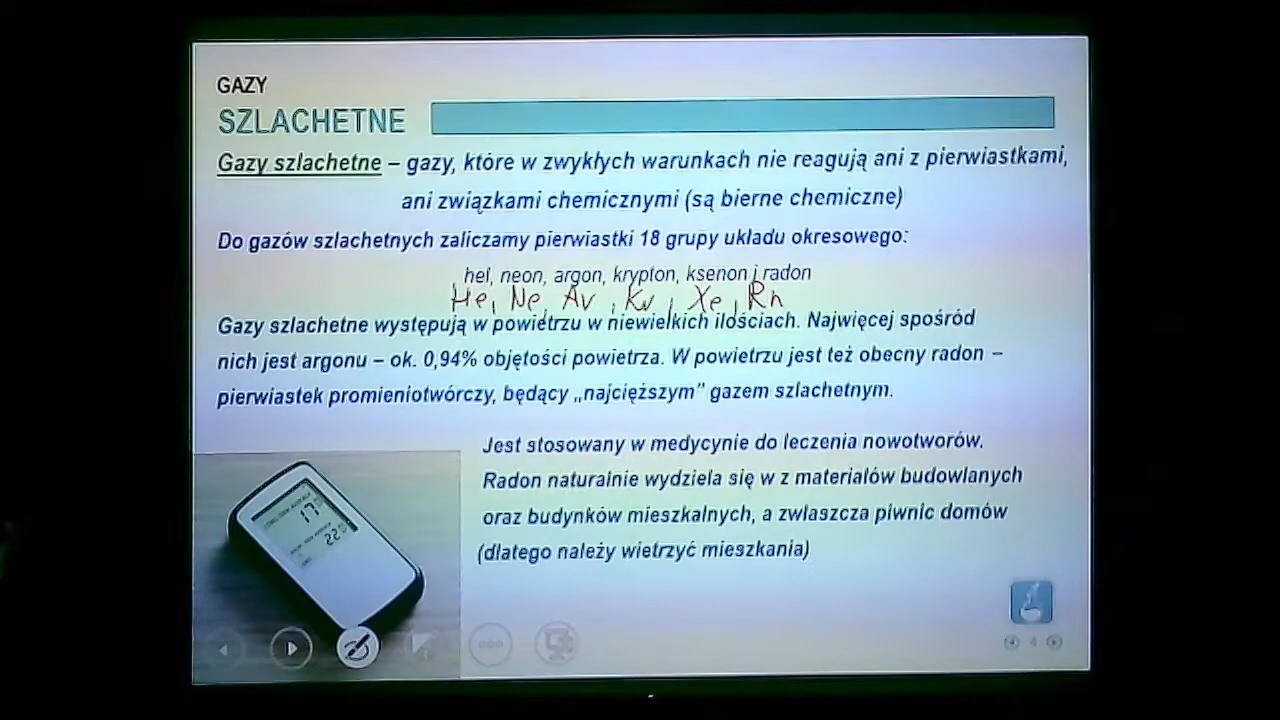 GAZY
SZLACHETNE
Gazy szlachetne – gazy, które w zwykłych warunkach nie reagują ani z pierwiastkami,
ani związkami chemicznymi (są bierne chemiczne)
Do gazów szlachetnych zaliczamy pierwiastki 18 grupy układu okresowego:
hel, neon, argon, krypton, ksenon i radon
He, Ne, Ar, Kr, Xe, Rn
Gazy szlachetne występują w powietrzu w niewielkich ilościach. Najwięcej spośród
nich jest argonu – ok. 0,94% objętości powietrza. W powietrzu jest też obecny radon –
pierwiastek promieniotwórczy, będący „najcięższym” gazem szlachetnym.
Jest stosowany w medycynie do leczenia nowotworów.
Radon naturalnie wydziela się w z materiałów budowlanych
oraz budynków mieszkalnych, a zwłaszcza piwnic domów
(dlatego należy wietrzyć mieszkania)
17
22
4